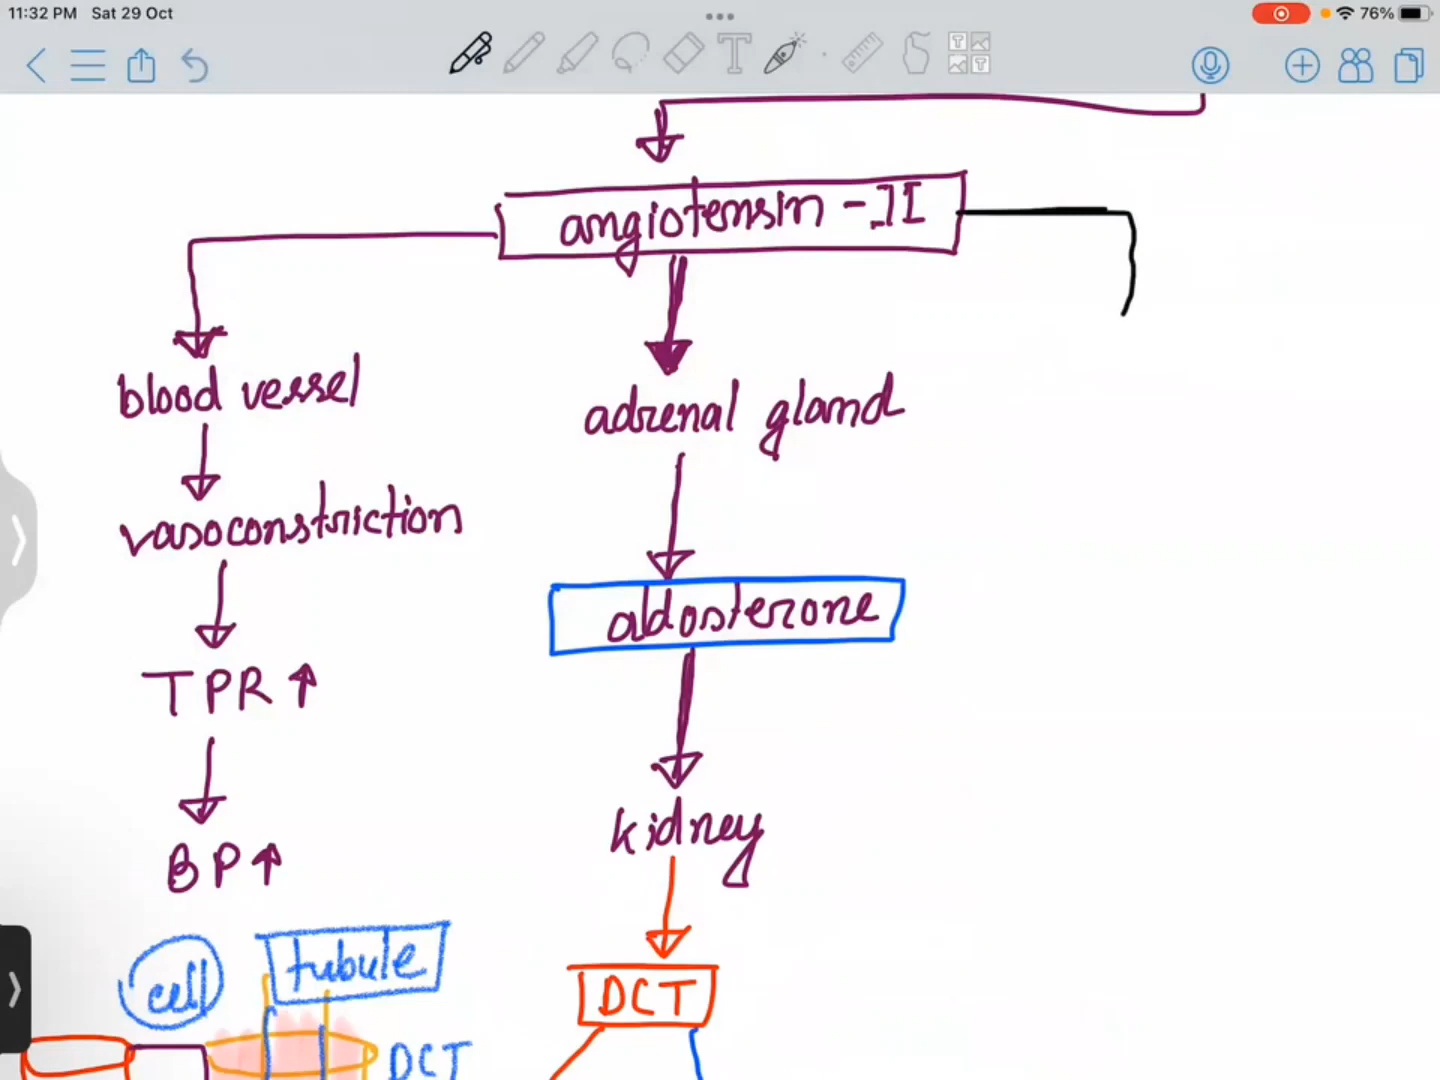 11:32 PM Sat 29 Oct
76%
angiotensin - II
blood vessel
adrenal gland
vasoconstriction
aldosterone
TPR↑
kidney
BP↑
cell
tubule
DCT
DCT